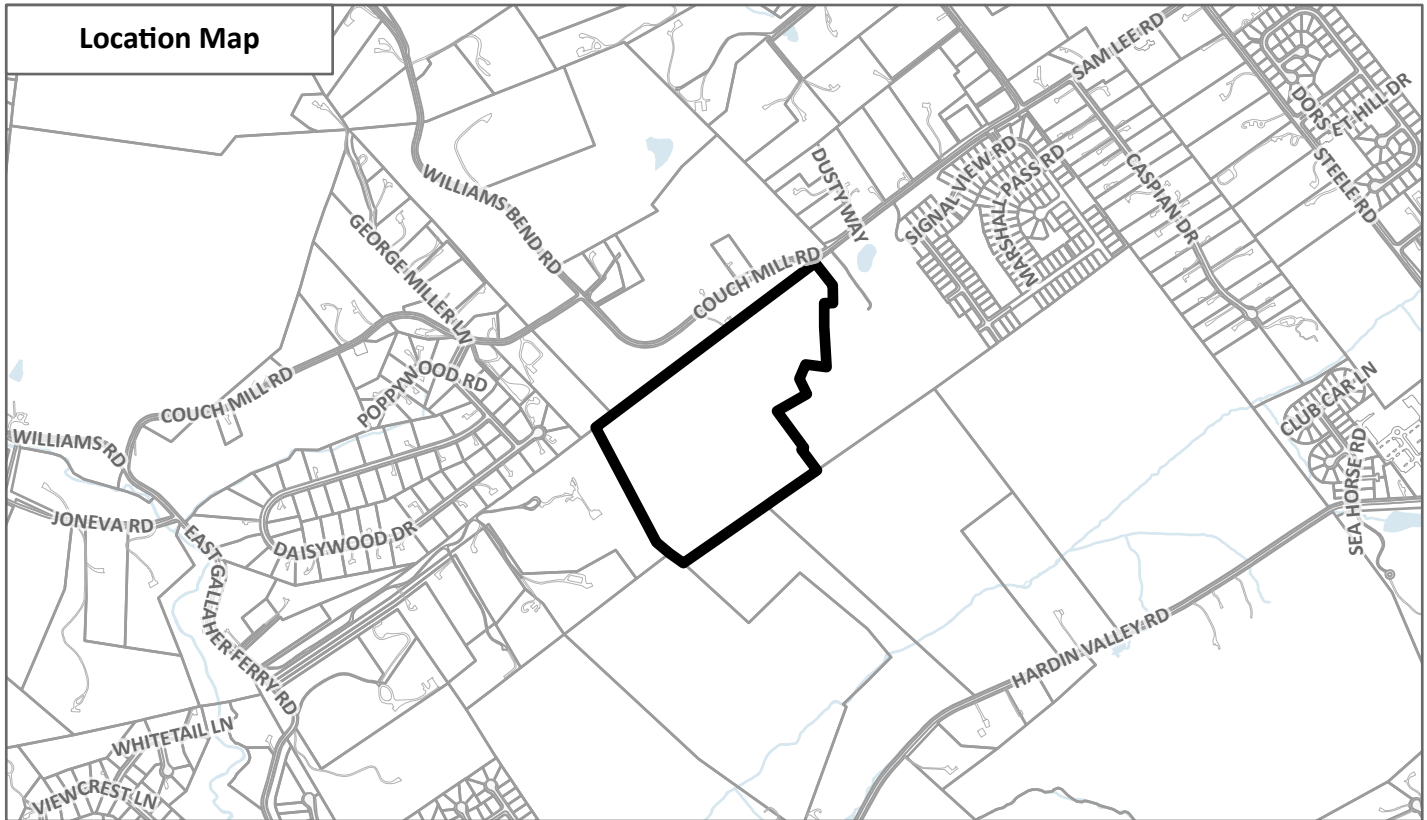 Location Map
SAM LEE RD
DORSET HILL DR
STEELE RD
DUSTY WAY
SIGNAL VIEW RD
MARSHALL PASS RD
CASPIAN DR
WILLIAMS BEND RD
GEORGE MILLER LN
COUCH MILL RD
POPPYWOOD RD
COUCH MILL RD
WILLIAMS RD
JONEVA RD
DAISYWOOD DR
EAST GALLAHER FERRY RD
CLUB CAR LN
SEA HORSE RD
HARDIN VALLEY RD
WHITETAIL LN
VIEWCREST LN